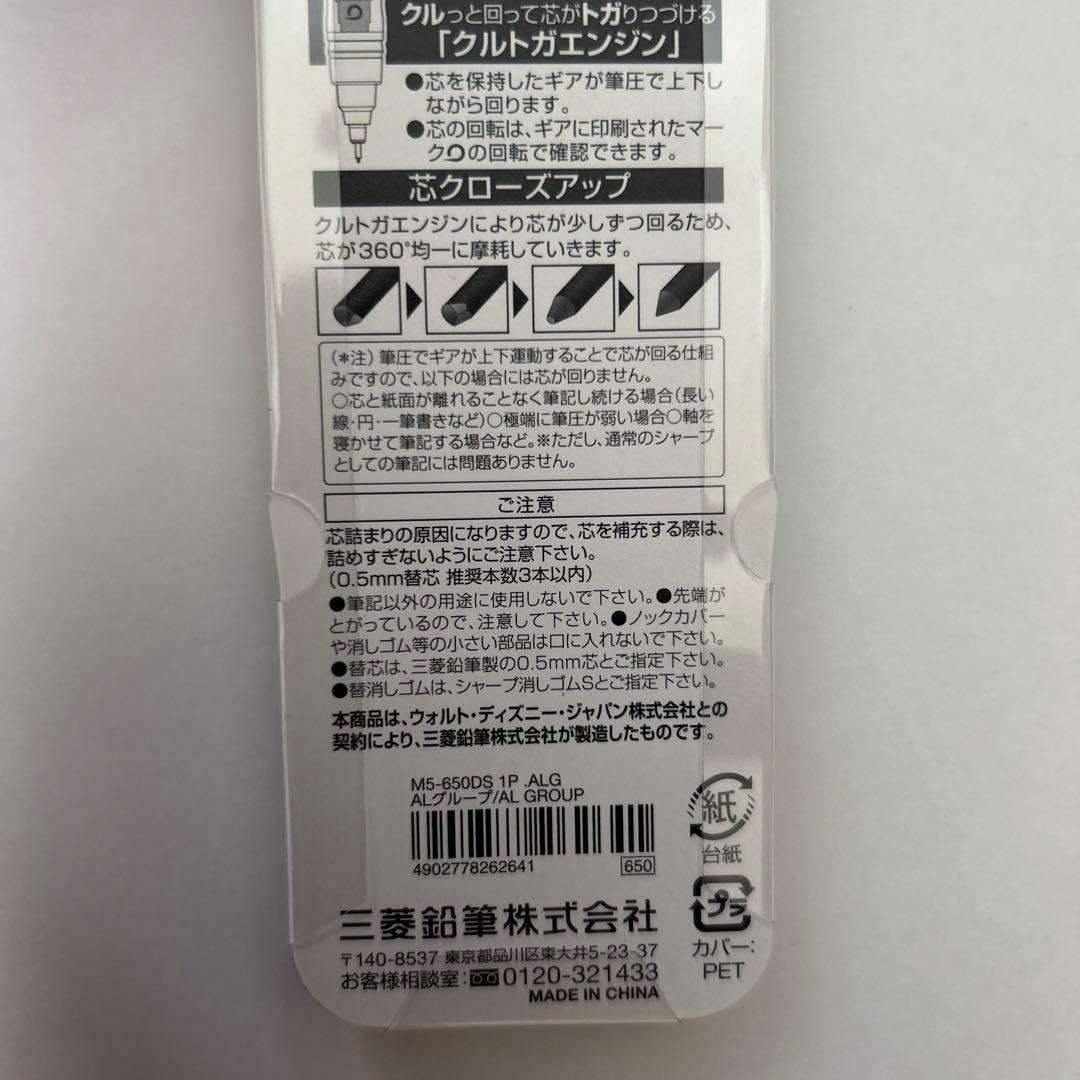 クルっと回って芯がトガりつづける
「クルトガエンジン」
●芯を保持したギアが筆圧で上下し
ながら回ります。
●芯の回転は、ギアに印刷されたマー
クの回転で確認できます。
芯クローズアップ
クルトガエンジンにより芯が少しずつ回るため、
芯が360°均一に摩耗していきます。
(*注)筆圧でギアが上下運動することで芯が回る仕組
みですので、以下の場合には芯が回りません。
○芯と紙面が離れることなく筆記し続ける場合(長い
線・円・一筆書きなど)○極端に筆圧が弱い場合○軸を
寝かせて筆記する場合など。※ただし、通常のシャープ
としての筆記には問題ありません。
ご注意
芯詰まりの原因になりますので、芯を補充する際は、
詰めすぎないようにご注意下さい。
(0.5mm替芯 推奨本数3本以内)
●筆記以外の用途に使用しないで下さい。●先端が
とがっているので、注意して下さい。●ノックカバー
や消しゴム等の小さい部品は口に入れないで下さい。
●替芯は、三菱鉛筆製の0.5mm芯とご指定下さい。
●替消しゴムは、シャープ消しゴムSとご指定下さい。
本商品は、ウォルト・ディズニー・ジャパン株式会社との
契約により、三菱鉛筆株式会社が製造したものです。
M5-650DS 1P .ALG
ALグループ/AL GROUP
4902778262641
650
紙
台紙
プラ
カバー:
PET
三菱鉛筆株式会社
〒140-8537 東京都品川区東大井5-23-37
お客様相談室:0120-321433
MADE IN CHINA